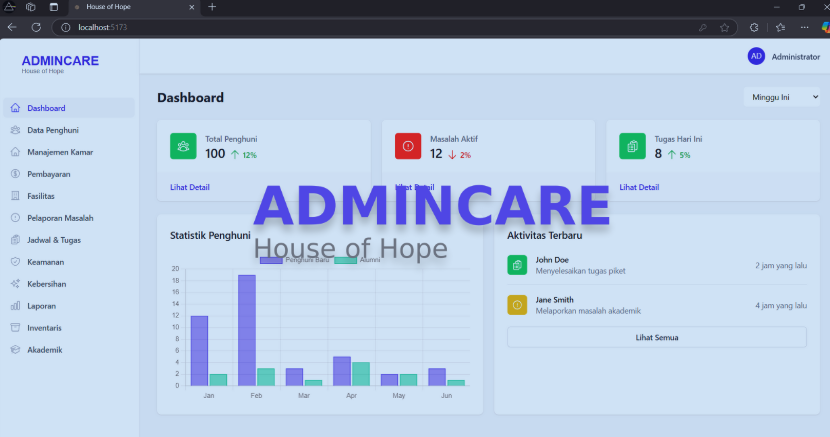 House of Hope
localhost:5173
ADMINCARE
House of Hope
AD Administrator
Dashboard
Data Penghuni
Manajemen Kamar
Pembayaran
Fasilitas
Pelaporan Masalah
Jadwal & Tugas
Keamanan
Kebersihan
Laporan
Inventaris
Akademik
Dashboard
Minggu Ini
Total Penghuni
100 ↑ 12%
Lihat Detail
Masalah Aktif
12 ↓ 2%
Lihat Detail
Tugas Hari Ini
8 ↑ 5%
Lihat Detail
ADMINCARE
House of Hope
Statistik Penghuni
Penghuni Baru Alumni
20
18
16
14
12
10
8
6
4
2
0
Jan Feb Mar Apr May Jun
Aktivitas Terbaru
John Doe
Menyelesaikan tugas piket
2 jam yang lalu
Jane Smith
Melaporkan masalah akademik
4 jam yang lalu
Lihat Semua